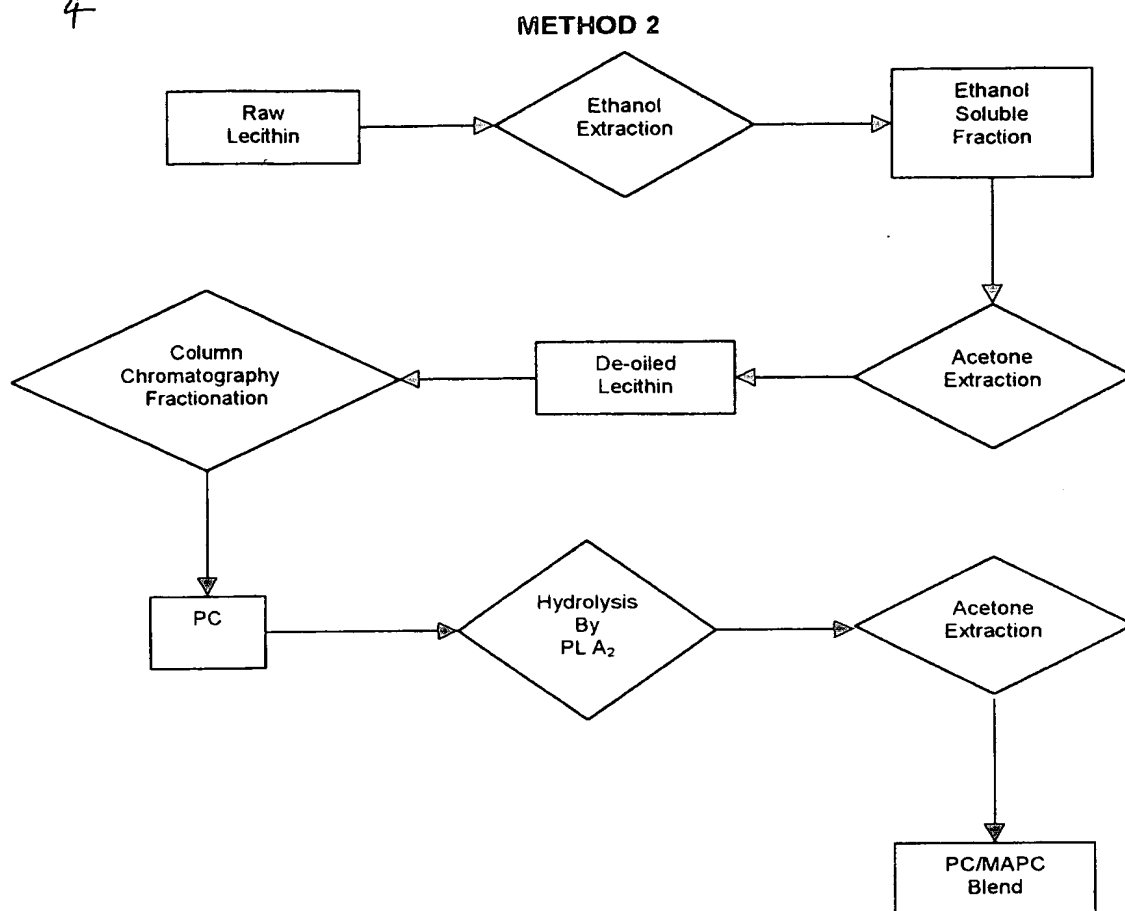 4
METHOD 2
Raw
Lecithin
Ethanol
Extraction
Ethanol
Soluble
Fraction
Acetone
Extraction
De-oiled
Lecithin
Column
Chromatography
Fractionation
PC
Hydrolysis
By
PL A₂
Acetone
Extraction
PC/MAPC
Blend